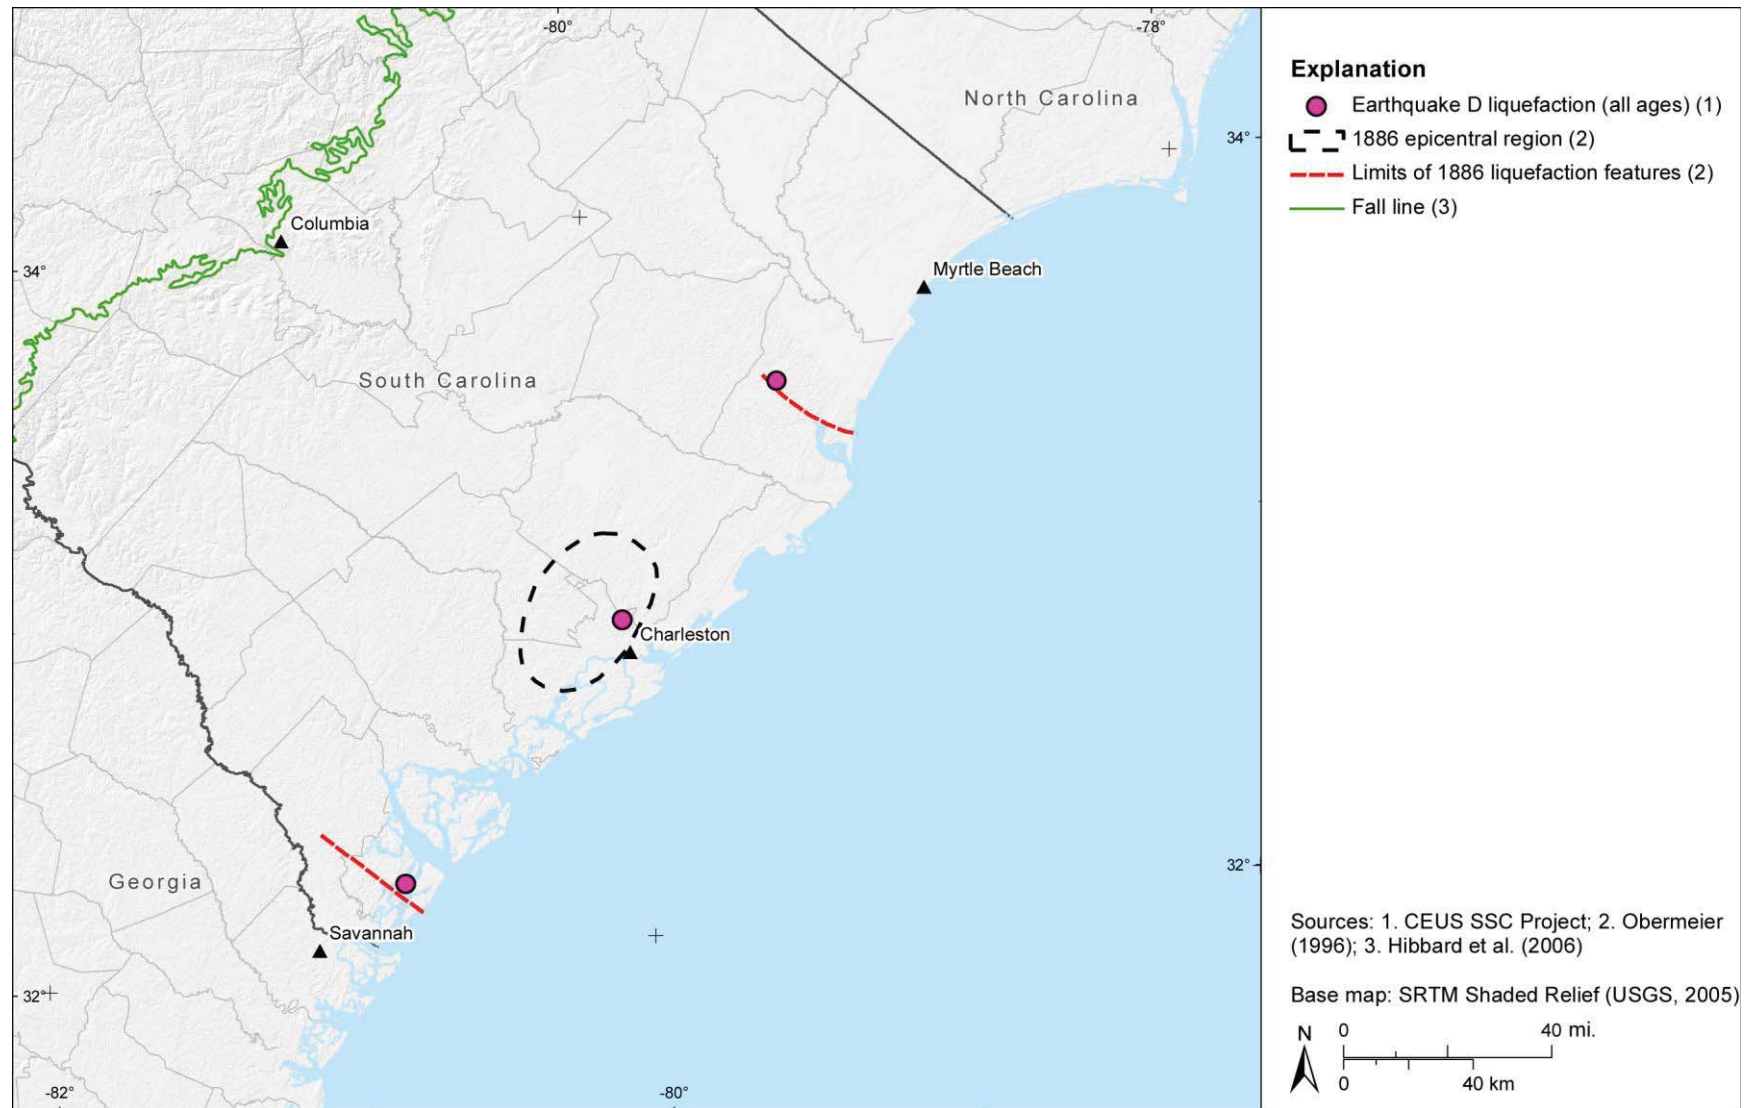 -80°
-78°
North Carolina
34°
Columbia
34°
Myrtle Beach
South Carolina
Charleston
32°
Georgia
Savannah
32°
-82°
-80°
Explanation
Earthquake D liquefaction (all ages) (1)
1886 epicentral region (2)
Limits of 1886 liquefaction features (2)
Fall line (3)
Sources: 1. CEUS SSC Project; 2. Obermeier
(1996); 3. Hibbard et al. (2006)
Base map: SRTM Shaded Relief (USGS, 2005)
N
0 40 mi.
0 40 km